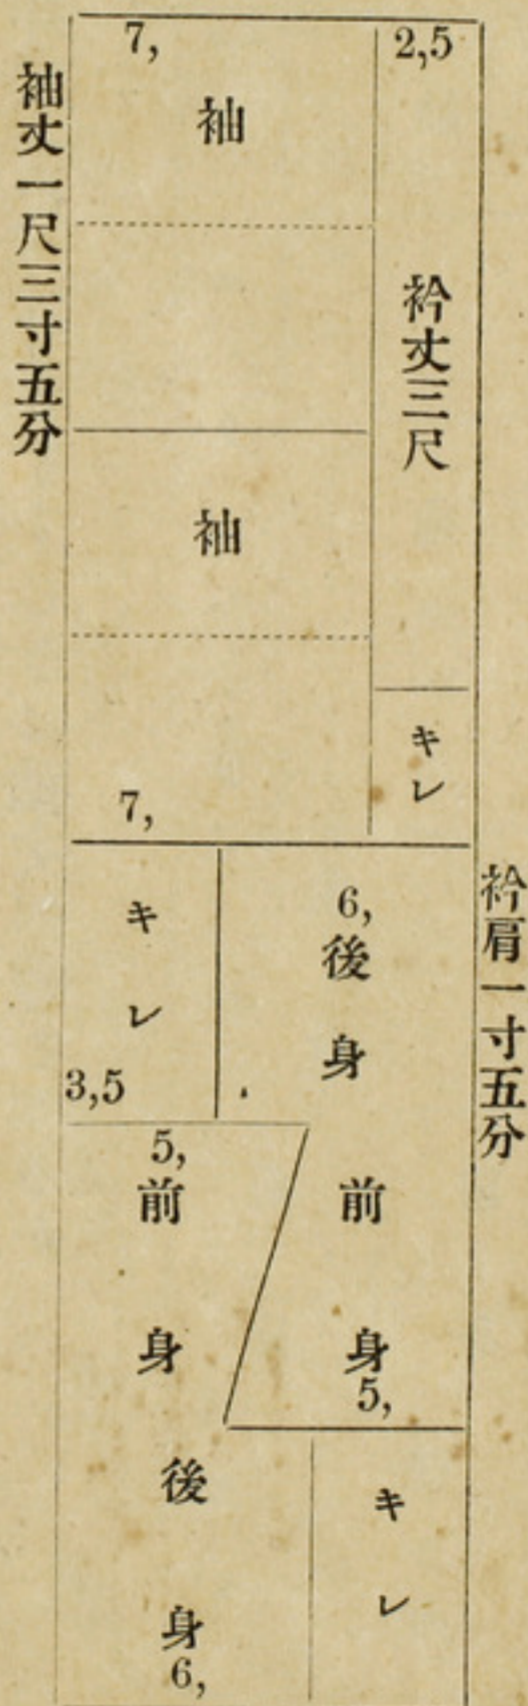 7,
2,5
袖
袖丈一尺三寸五分
衿丈三尺
袖
キレ
7,
衿肩一寸五分
キレ
3,5
6,
後身
5,
前身
前身
5,
後身
6,
キレ